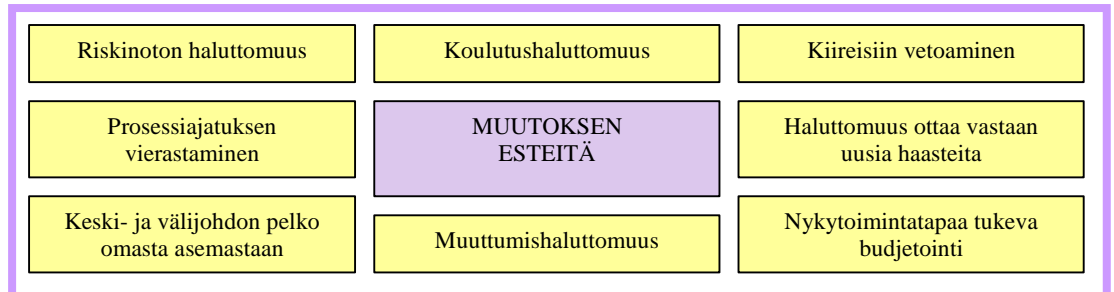 Riskinoton haluttomuus
Koulutushaluttomuus
Kiireisiin vetoaminen
Prosessiajatuksen
vierastaminen
MUUTOKSEN
ESTEITÄ
Haluttomuus ottaa vastaan
uusia haasteita
Keski- ja välijohdon pelko
omasta asemastaan
Muuttumishaluttomuus
Nykytoimintatapaa tukeva
budjetointi